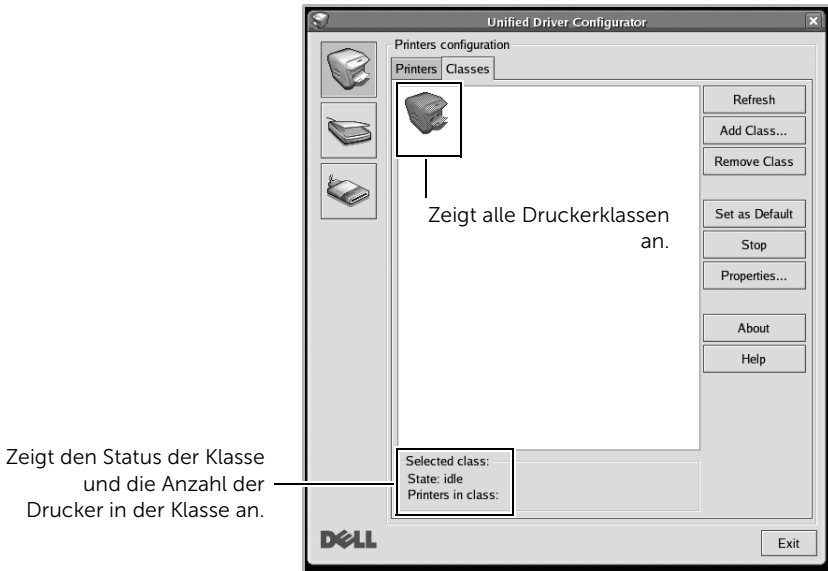 Unified Driver Configurator
Printers configuration
Printers Classes
Refresh
Add Class...
Remove Class
Set as Default
Stop
Properties...
About
Help
Zeigt alle Druckerklassen
an.
Zeigt den Status der Klasse
und die Anzahl der
Drucker in der Klasse an.
Selected class:
State: idle
Printers in class:
DELL
Exit